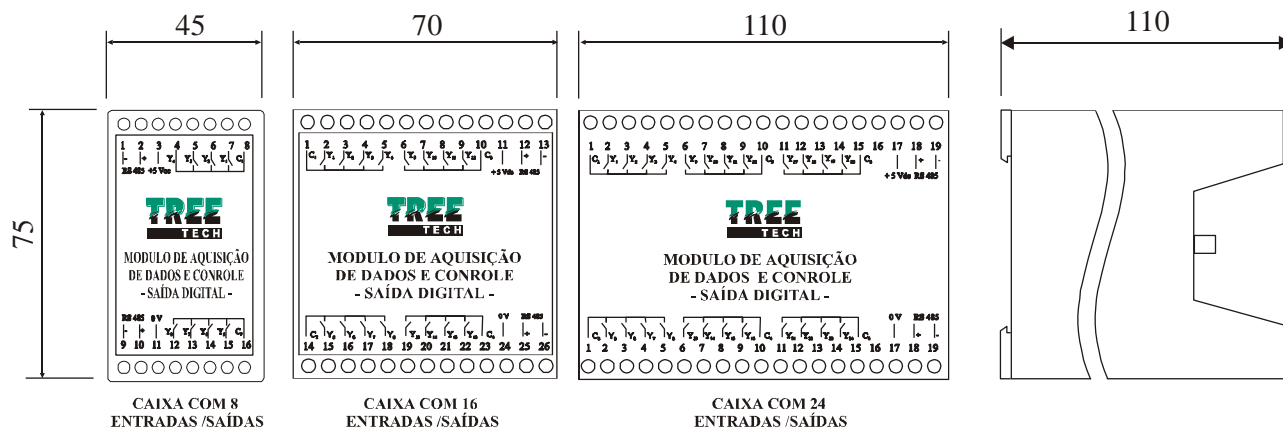 45
70
110
110
75
1 2 3 4 5 6 7 8
- +
RS 485 +5 Vcc
TREE
TECH
MODULO DE AQUISIÇÃO
DE DADOS E CONROLE
- SAÍDA DIGITAL -
RS 485 0 V
- +
9 10 11 12 13 14 15 16
CAIXA COM 8
ENTRADAS /SAÍDAS
1 2 3 4 5 6 7 8 9 10 11 12 13
+ -
+ 5 Vdc RS 485
TREE
TECH
MODULO DE AQUISIÇÃO
DE DADOS E CONROLE
- SAÍDA DIGITAL -
0 V RS 485
+ -
14 15 16 17 18 19 20 21 22 23 24 25 26
CAIXA COM 16
ENTRADAS /SAÍDAS
1 2 3 4 5 6 7 8 9 10 11 12 13 14 15 16 17 18 19
+ -
+ 5 Vdc RS 485
TREE
TECH
MODULO DE AQUISIÇÃO
DE DADOS E CONROLE
- SAÍDA DIGITAL -
0 V RS 485
+ -
1 2 3 4 5 6 7 8 9 10 11 12 13 14 15 16 17 18 19
CAIXA COM 24
ENTRADAS /SAÍDAS